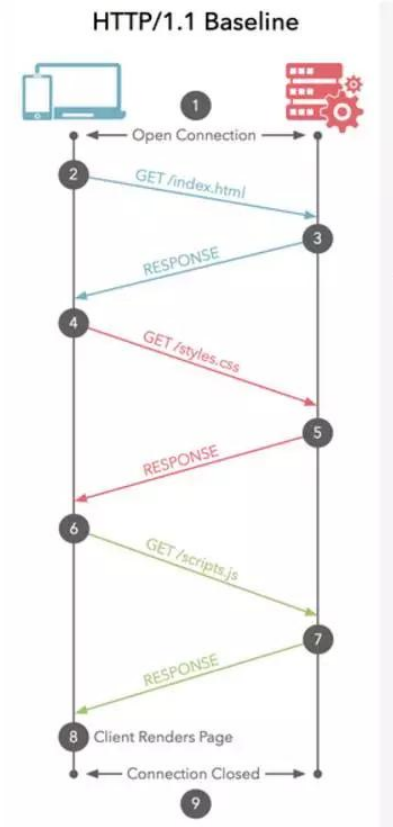 HTTP/1.1 Baseline
1
Open Connection
2
GET /index.html
3
RESPONSE
4
GET /styles.css
5
RESPONSE
6
GET /scripts.js
7
RESPONSE
8 Client Renders Page
Connection Closed
9